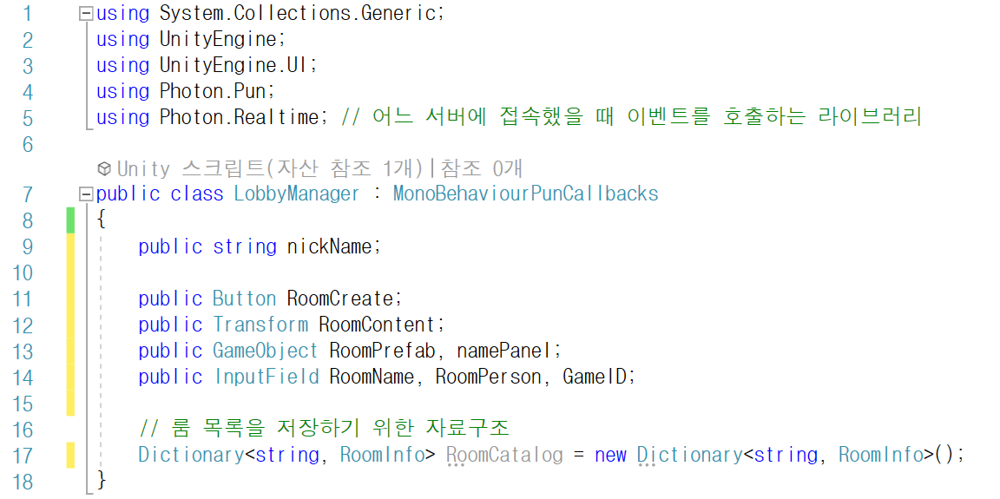 1 using System.Collections.Generic;
2 using UnityEngine;
3 using UnityEngine.UI;
4 using Photon.Pun;
5 using Photon.Realtime; // 어느 서버에 접속했을 때 이벤트를 호출하는 라이브러리
6
Unity 스크립트(자산 참조 1개)|참조 0개
7 public class LobbyManager : MonoBehaviourPunCallbacks
8 {
9 public string nickName;
10
11 public Button RoomCreate;
12 public Transform RoomContent;
13 public GameObject RoomPrefab, namePanel;
14 public InputField RoomName, RoomPerson, GameID;
15
16 // 룸 목록을 저장하기 위한 자료구조
17 Dictionary<string, RoomInfo> RoomCatalog = new Dictionary<string, RoomInfo>();
18 }